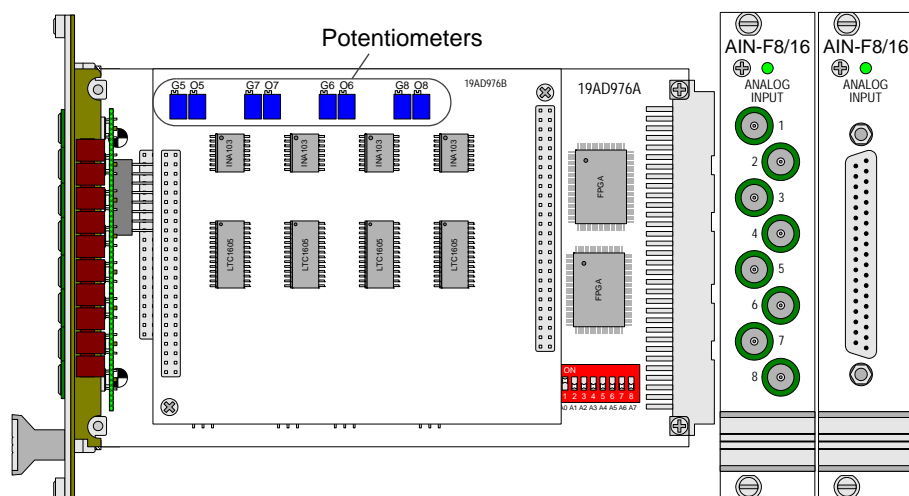 Potentiometers
AIN-F8/16
AIN-F8/16
ANALOG
INPUT
ANALOG
INPUT
G5 O5 G7 O7 G6 O6 G8 O8
19AD976B
19AD976A
INA103 INA103 INA103 INA103
LTC1605 LTC1605 LTC1605 LTC1605
FPGA
FPGA
ON
1 2 3 4 5 6 7 8
A0 A1 A2 A3 A4 A5 A6 A7
1
2
3
4
5
6
7
8